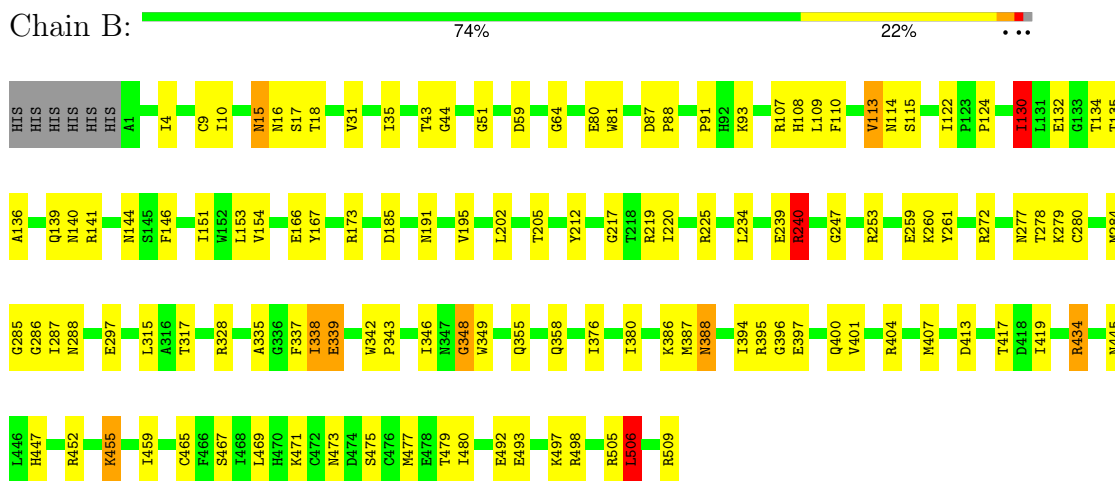 Chain B:
74% 22% • ••
HIS HIS HIS HIS HIS HIS A1 I4 C9 I10 N15 N16 S17 T18 V31 I35 T43 G44 G51 D59 G64 E80 W81 D87 P88 P91 H92 K93 R107 H108 L109 F110 V113 N114 S115 I122 P123 P124 I130 L131 E132 G133 T134 T135
A136 Q139 N140 R141 N144 S145 F146 I151 W152 L153 V154 E166 Y167 R173 D185 N191 V195 L202 T205 Y212 G217 T218 R219 I220 R225 L234 E239 R240 G247 R253 E259 K260 Y261 R272 N277 T278 K279 C280 M284
G285 G286 I287 N288 E297 L315 A316 T317 R328 A335 G336 F337 I338 E339 W342 P343 I346 N347 G348 W349 Q355 Q358 I376 I380 K386 M387 N388 I394 R395 G396 E397 Q400 V401 R404 M407 D413 T417 D418 I419 R434 N445
L446 H447 R452 K455 I459 C465 F466 S467 I468 L469 H470 K471 C472 N473 D474 S475 C476 M477 E478 T479 I480 E492 E493 K497 R498 R505 L506 R509